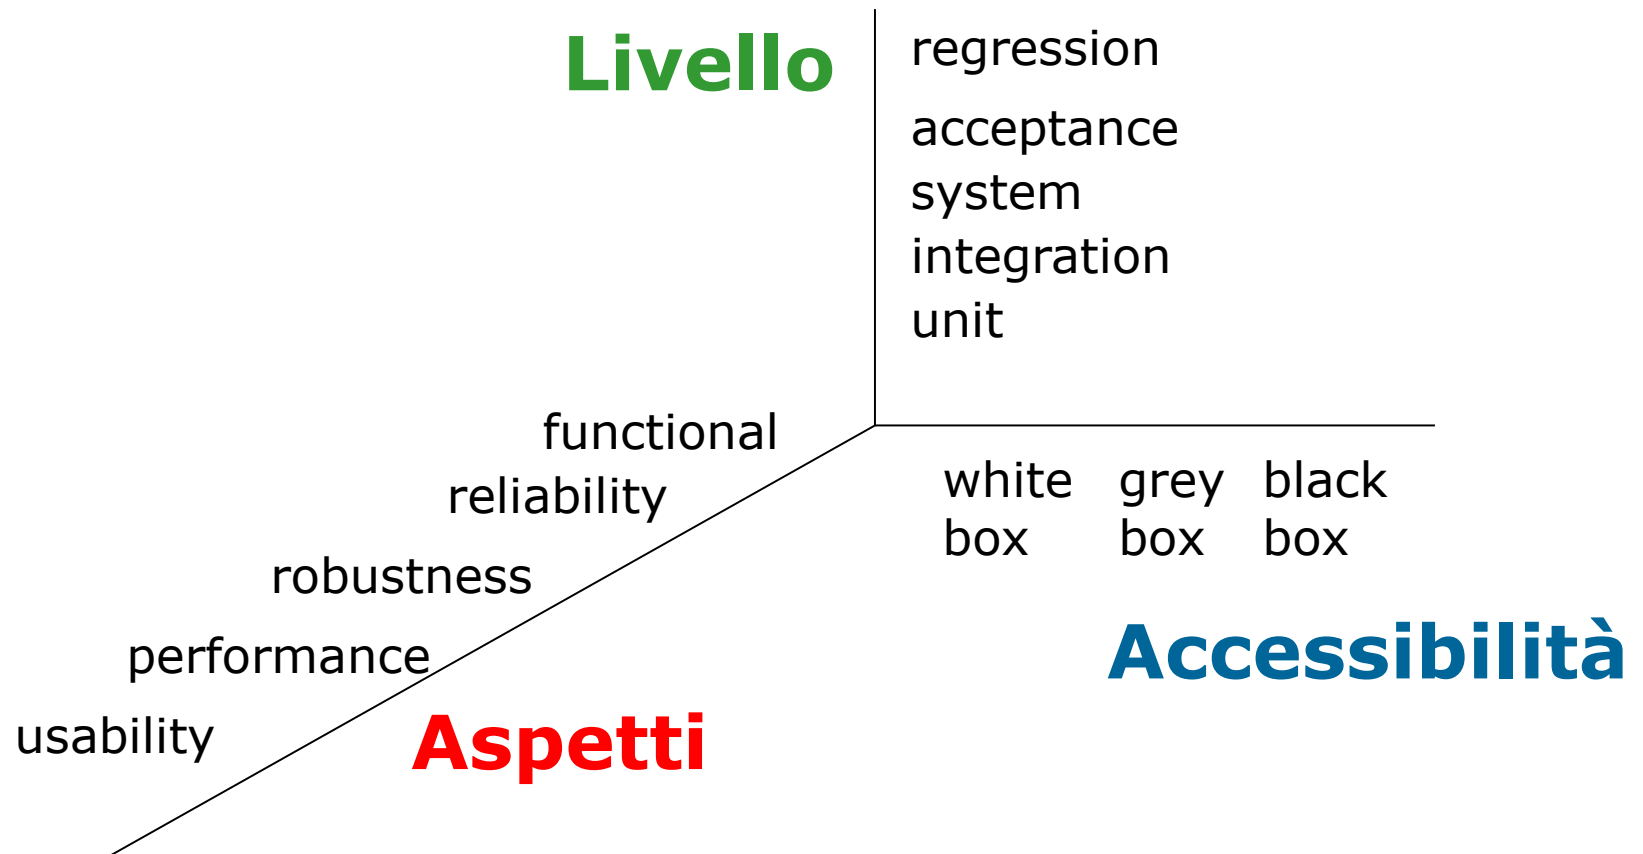 Livello
regression
acceptance
system
integration
unit
functional
reliability
robustness
performance
usability
Aspetti
white grey black
box box box
Accessibilità